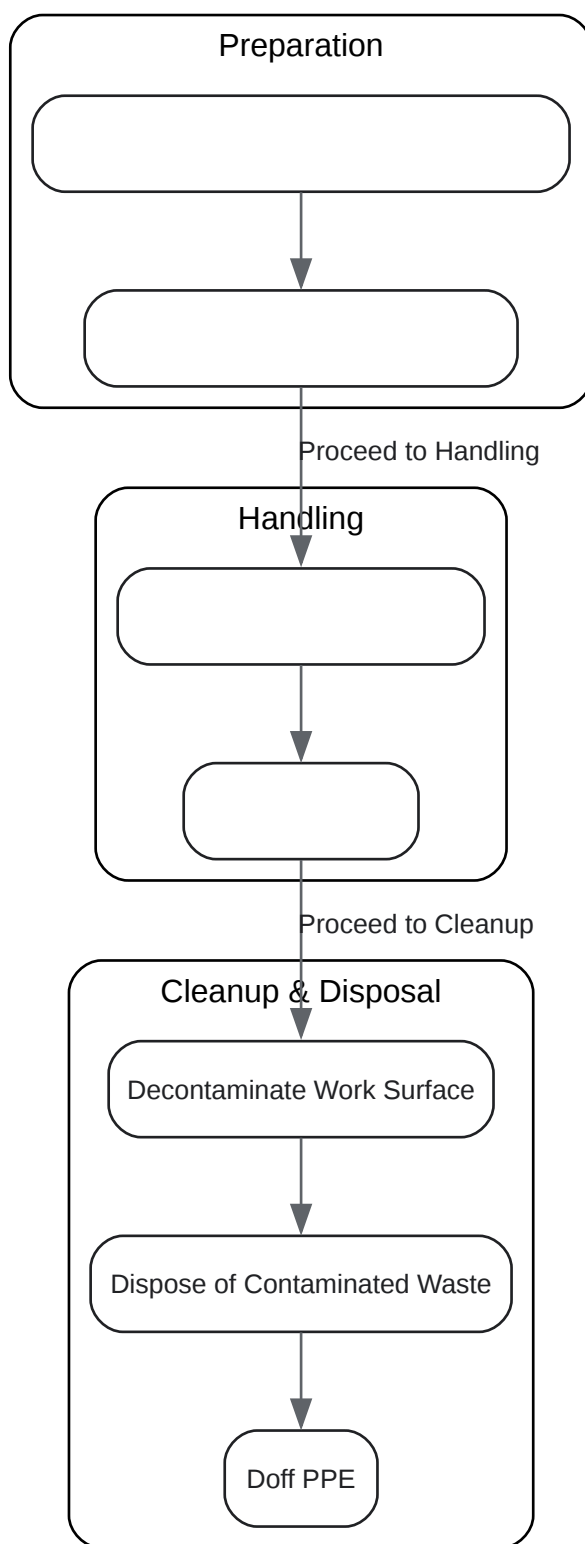 Preparation
Proceed to Handling
Handling
Proceed to Cleanup
Cleanup & Disposal
Decontaminate Work Surface
Dispose of Contaminated Waste
Doff PPE